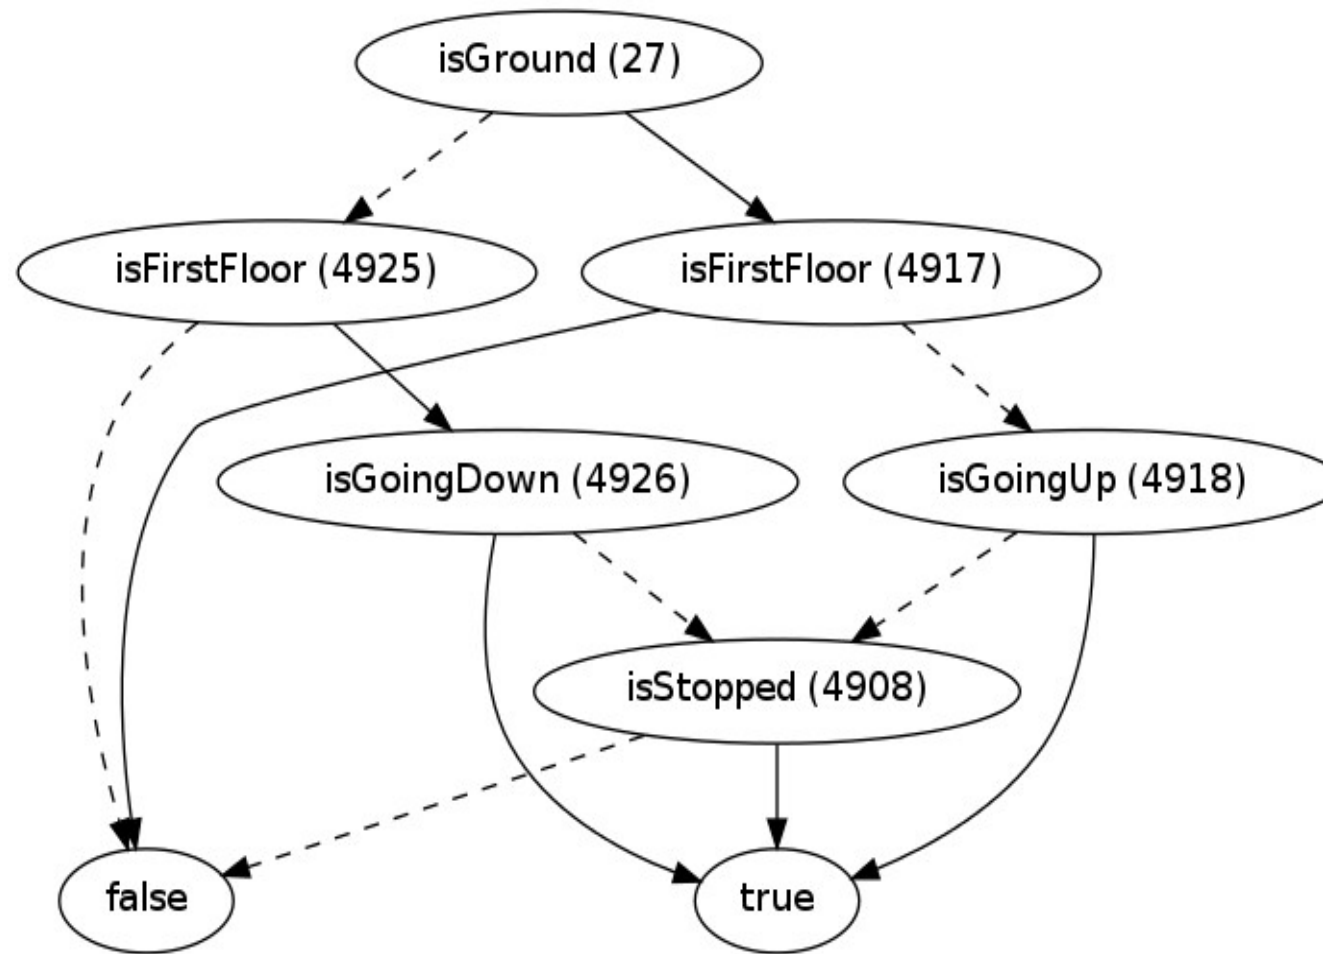 isGround (27)
isFirstFloor (4925)
isFirstFloor (4917)
isGoingDown (4926)
isGoingUp (4918)
isStopped (4908)
false
true